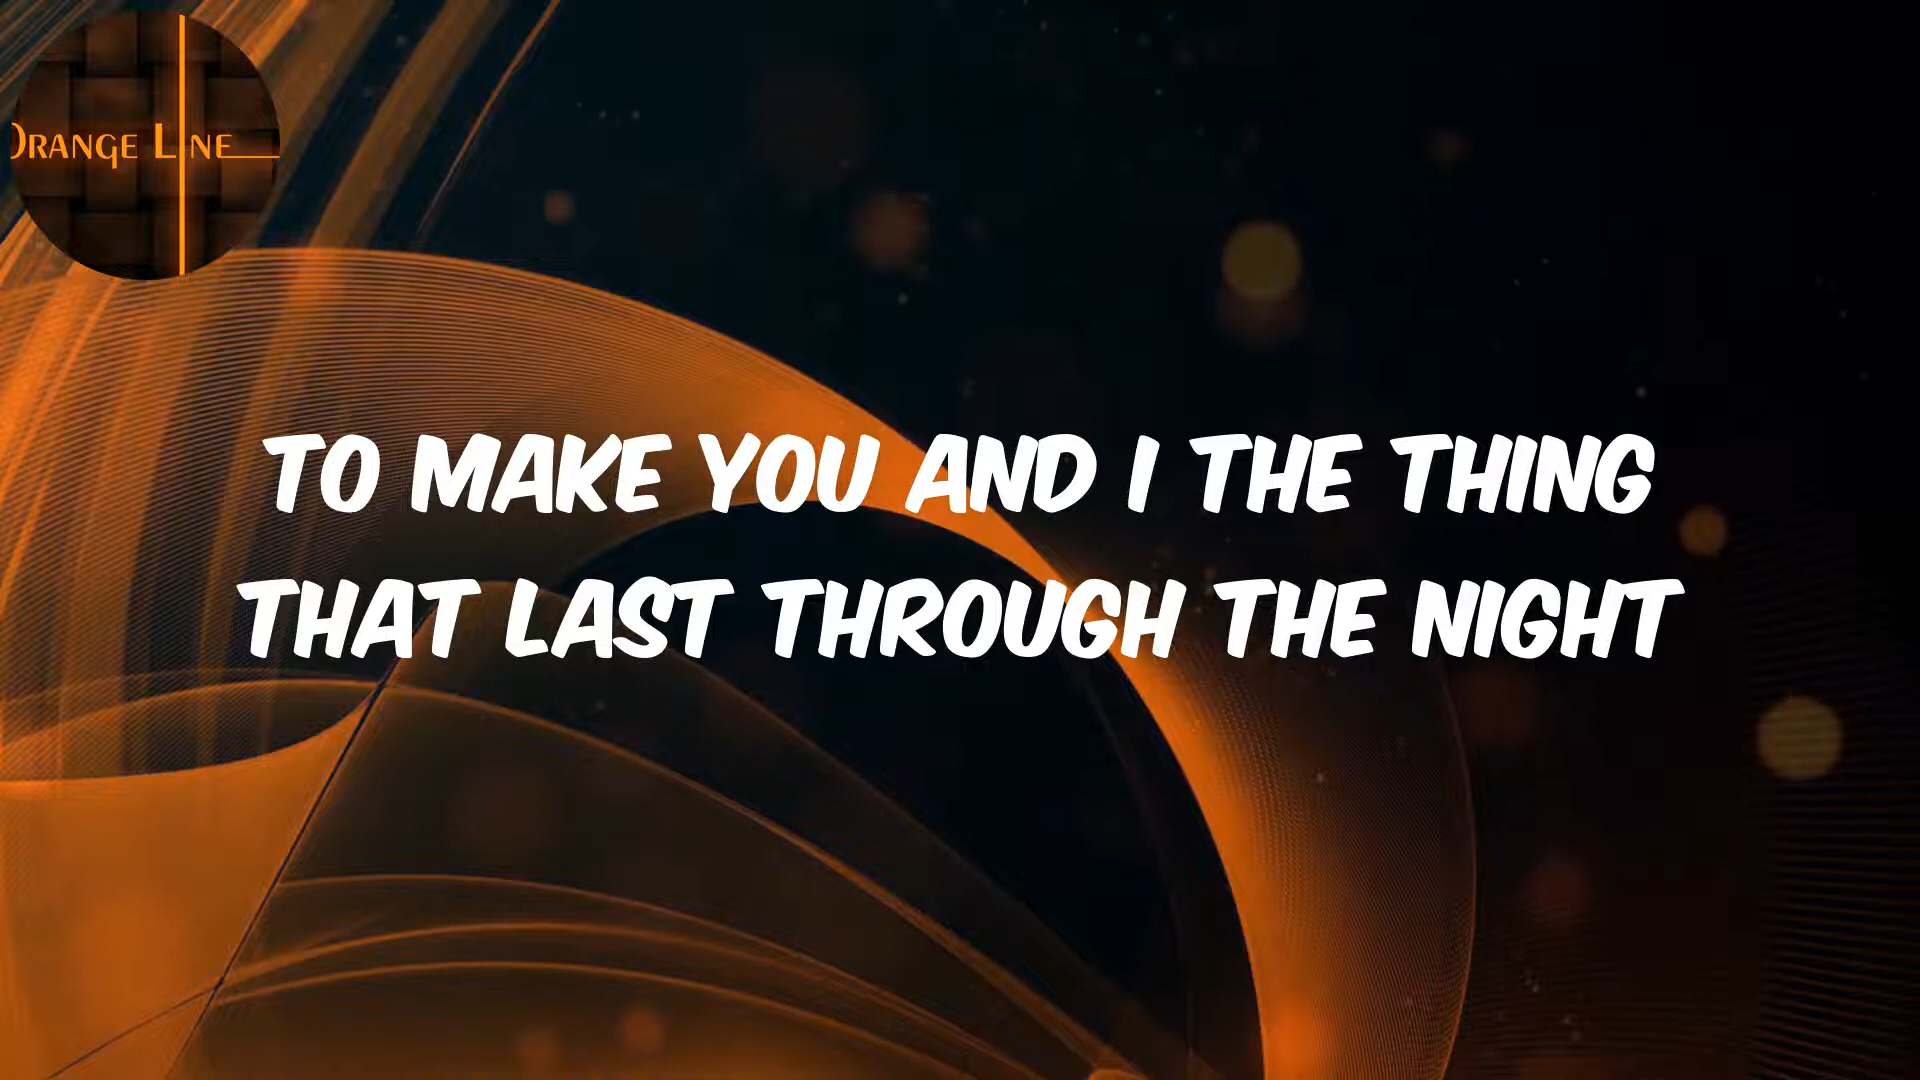 ORANGE LINE
TO MAKE YOU AND I THE THING
THAT LAST THROUGH THE NIGHT